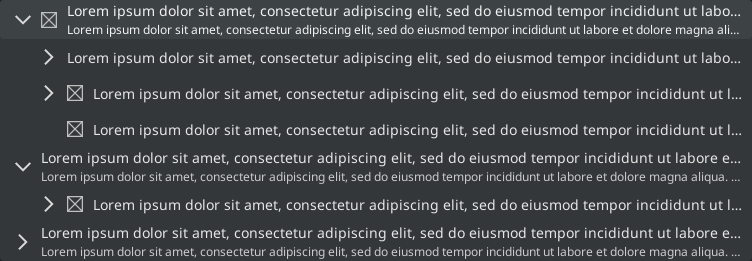 Lorem ipsum dolor sit amet, consectetur adipiscing elit, sed do eiusmod tempor incididunt ut labo...
Lorem ipsum dolor sit amet, consectetur adipiscing elit, sed do eiusmod tempor incididunt ut labore et dolore magna ali...
Lorem ipsum dolor sit amet, consectetur adipiscing elit, sed do eiusmod tempor incididunt ut labo...
Lorem ipsum dolor sit amet, consectetur adipiscing elit, sed do eiusmod tempor incididunt ut l...
Lorem ipsum dolor sit amet, consectetur adipiscing elit, sed do eiusmod tempor incididunt ut l...
Lorem ipsum dolor sit amet, consectetur adipiscing elit, sed do eiusmod tempor incididunt ut labore e...
Lorem ipsum dolor sit amet, consectetur adipiscing elit, sed do eiusmod tempor incididunt ut labore et dolore magna aliqua. ...
Lorem ipsum dolor sit amet, consectetur adipiscing elit, sed do eiusmod tempor incididunt ut l...
Lorem ipsum dolor sit amet, consectetur adipiscing elit, sed do eiusmod tempor incididunt ut labore e...
Lorem ipsum dolor sit amet, consectetur adipiscing elit, sed do eiusmod tempor incididunt ut labore et dolore magna aliqua. ...